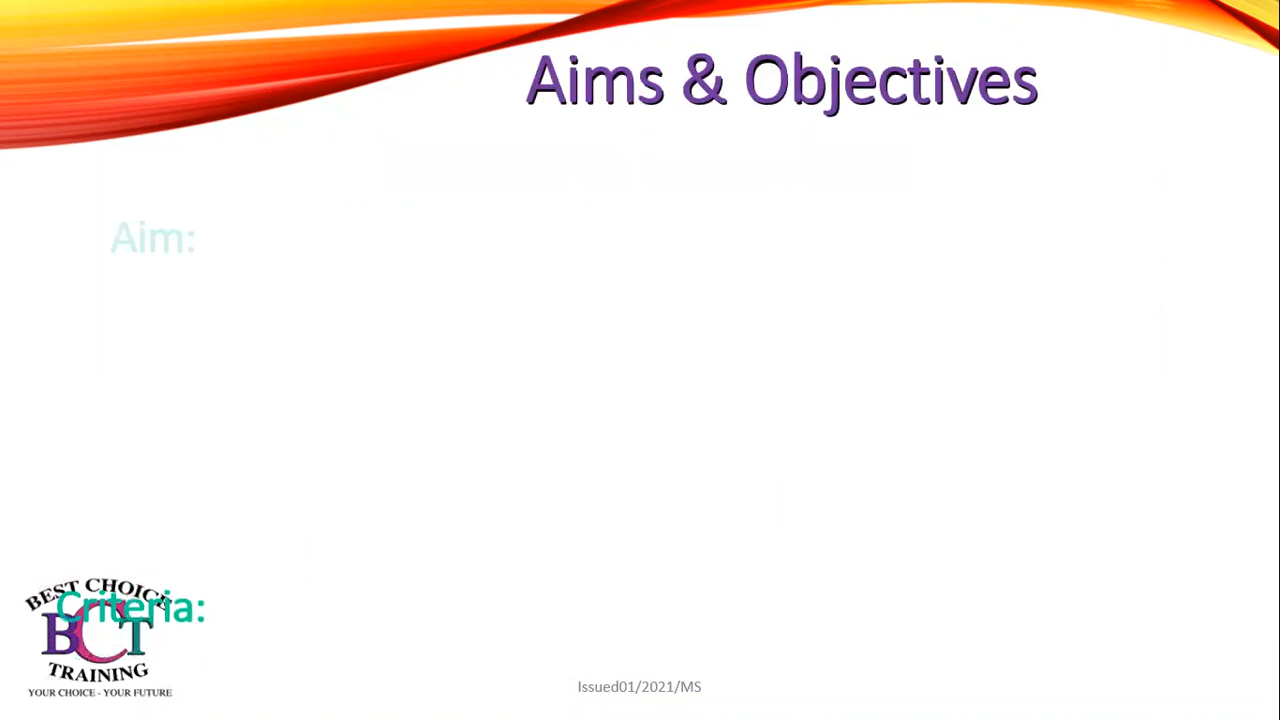 Aims & Objectives
Aim:
BEST CHOICE
Criteria:
BCT
TRAINING
YOUR CHOICE - YOUR FUTURE
Issued01/2021/MS